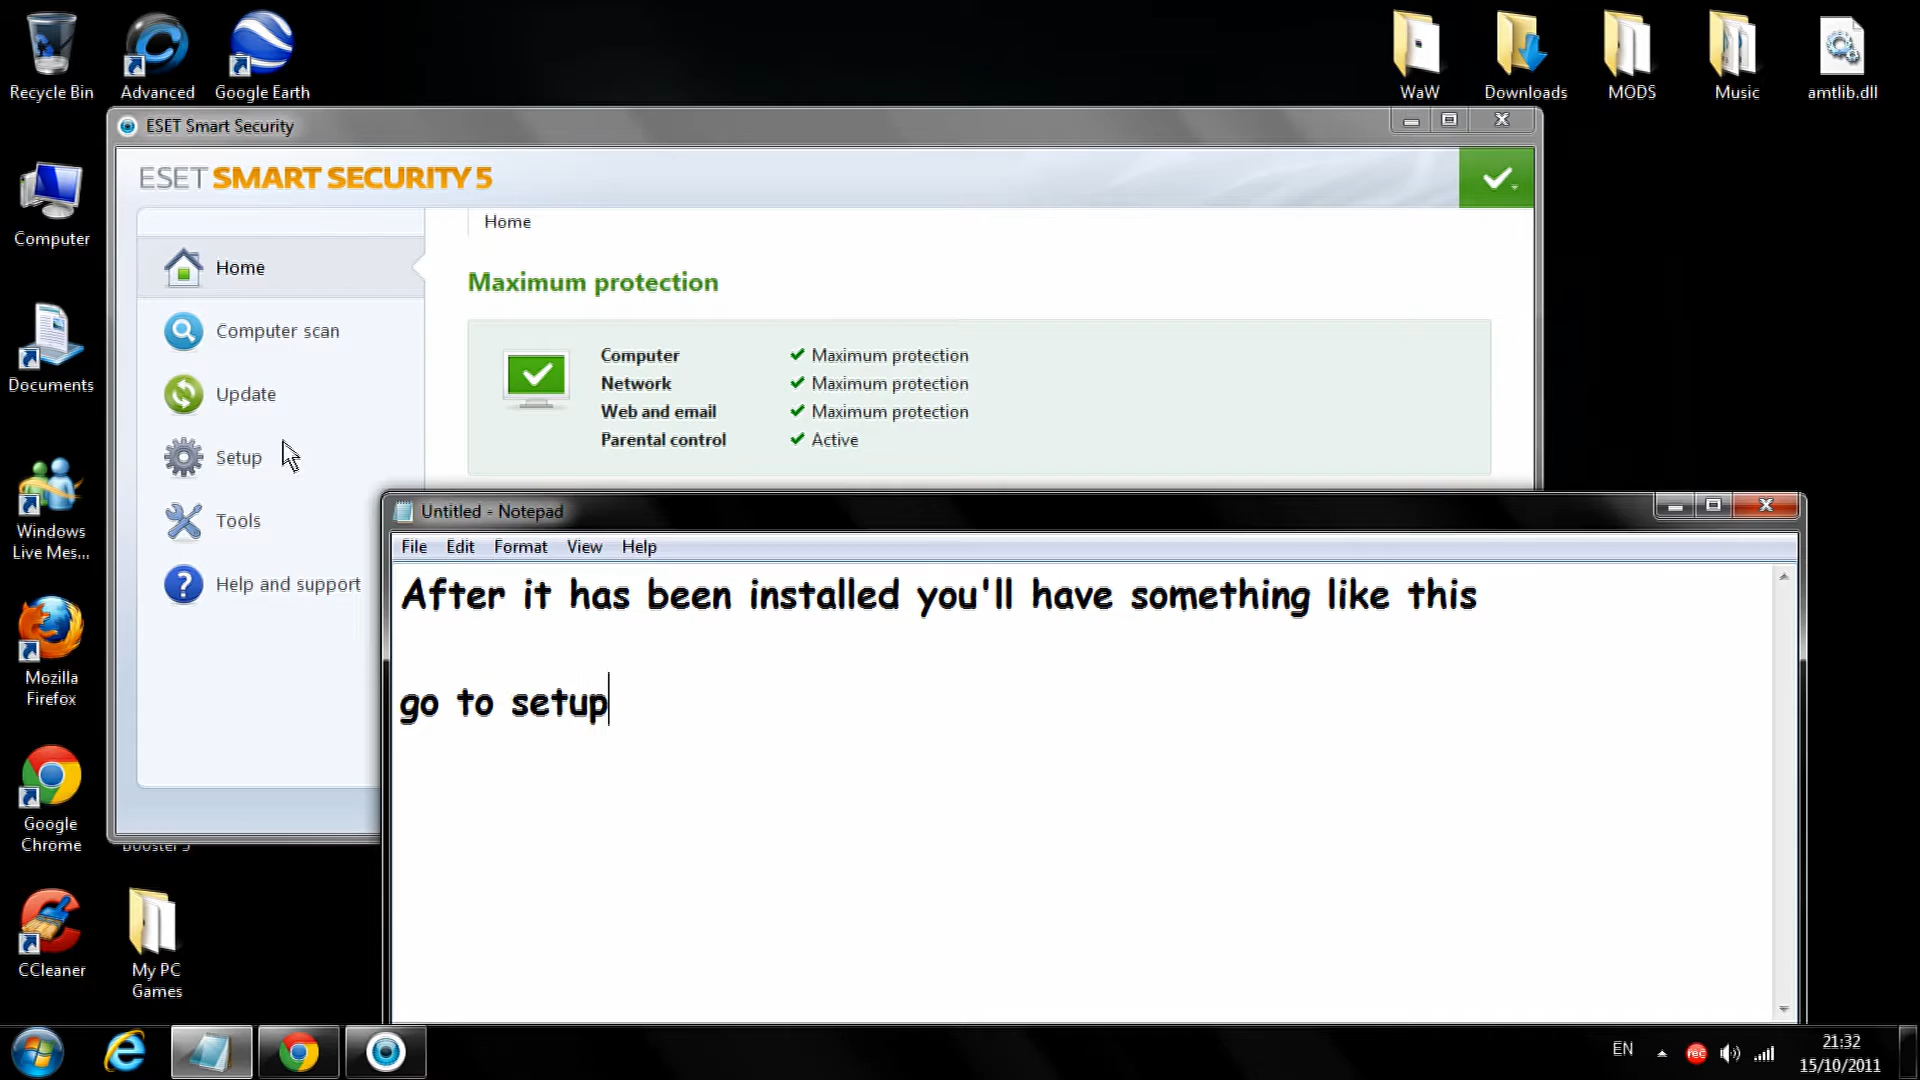 Recycle Bin
Advanced
Google Earth
WaW
Downloads
MODS
Music
amtlib.dll
Computer
Documents
Windows
Live Mes...
Mozilla
Firefox
Google
Chrome
Booster 3
CCleaner
My PC
Games
ESET Smart Security
ESET SMART SECURITY 5
Home
Computer scan
Update
Setup
Tools
Help and support
Home
Maximum protection
Computer Maximum protection
Network Maximum protection
Web and email Maximum protection
Parental control Active
Untitled - Notepad
File Edit Format View Help
After it has been installed you'll have something like this
go to setup
EN
rec
21:32
15/10/2011